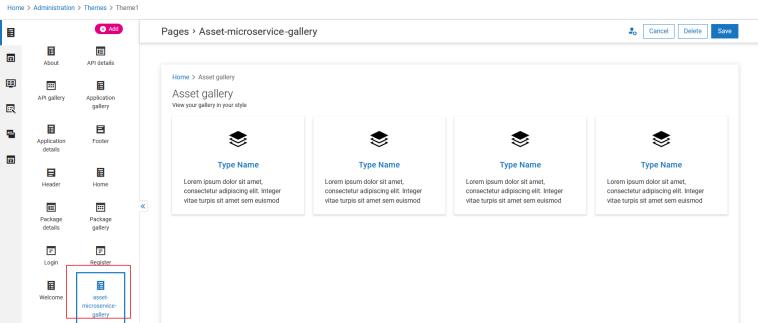 Home > Administration > Themes > Theme1
Add
Pages > Asset-microservice-gallery
Cancel
Delete
Save
About
API details
API gallery
Application
gallery
Application
details
Footer
Header
Home
Package
details
Package
gallery
Login
Register
Welcome
asset-
microservice-
gallery
Home > Asset gallery
Asset gallery
View your gallery in your style
Type Name
Lorem ipsum dolor sit amet,
consectetur adipiscing elit. Integer
vitae turpis sit amet sem euismod
Type Name
Lorem ipsum dolor sit amet,
consectetur adipiscing elit. Integer
vitae turpis sit amet sem euismod
Type Name
Lorem ipsum dolor sit amet,
consectetur adipiscing elit. Integer
vitae turpis sit amet sem euismod
Type Name
Lorem ipsum dolor sit amet,
consectetur adipiscing elit. Integer
vitae turpis sit amet sem euismod